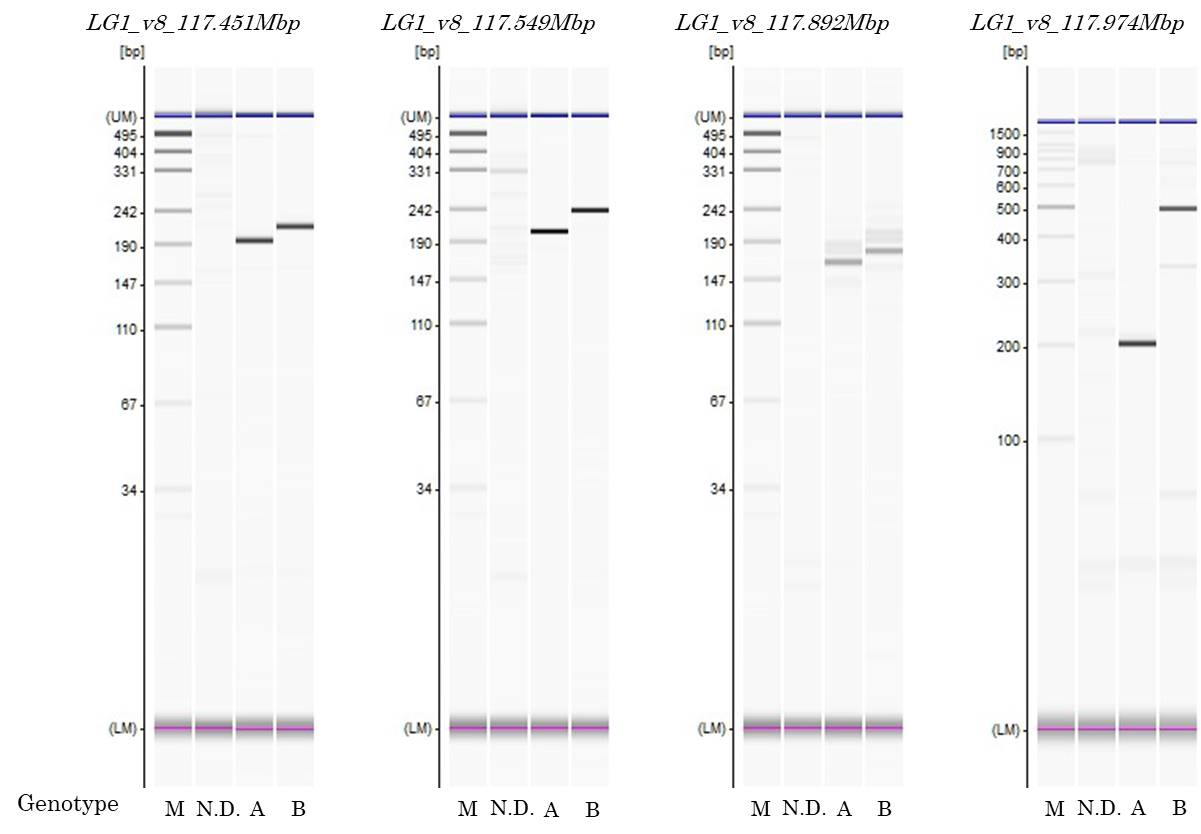 LG1_v8_117.451Mbp LG1_v8_117.549Mbp LG1_v8_117.892Mbp LG1_v8_117.974Mbp
[bp]
(UM)
495
404
331
242
190
147
110
67
34
(LM)
[bp]
(UM)
495
404
331
242
190
147
110
67
34
(LM)
[bp]
(UM)
495
404
331
242
190
147
110
67
34
(LM)
[bp]
1500
900
700
600
500
400
300
200
100
(LM)
Genotype M N.D. A B M N.D. A B M N.D. A B M N.D. A B